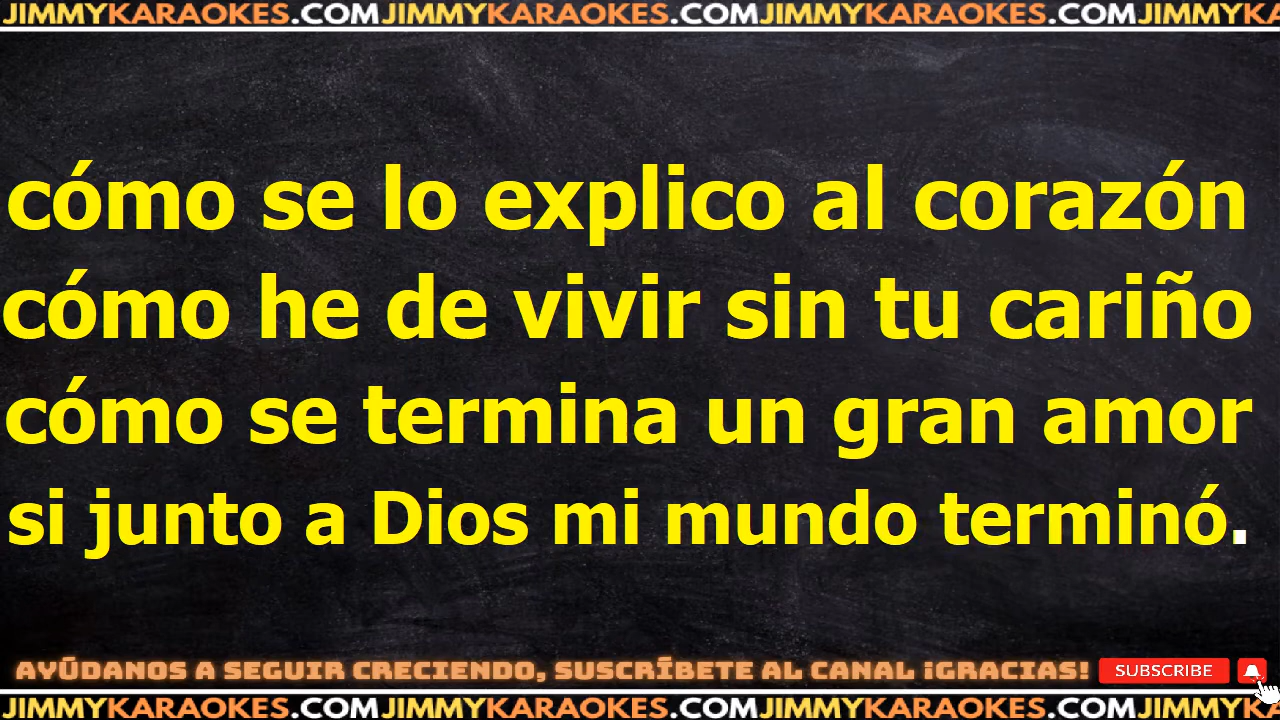 JIMMYKARAOKES.COMJIMMYKARAOKES.COMJIMMYKARAOKES.COMJIMMYKA
cómo se lo explico al corazón
cómo he de vivir sin tu cariño
cómo se termina un gran amor
si junto a Dios mi mundo terminó.
AYÚDANOS A SEGUIR CRECIENDO, SUSCRÍBETE AL CANAL ¡GRACIAS! SUBSCRIBE
JIMMYKARAOKES.COMJIMMYKARAOKES.COMJIMMYKARAOKES.COMJIMMYKA